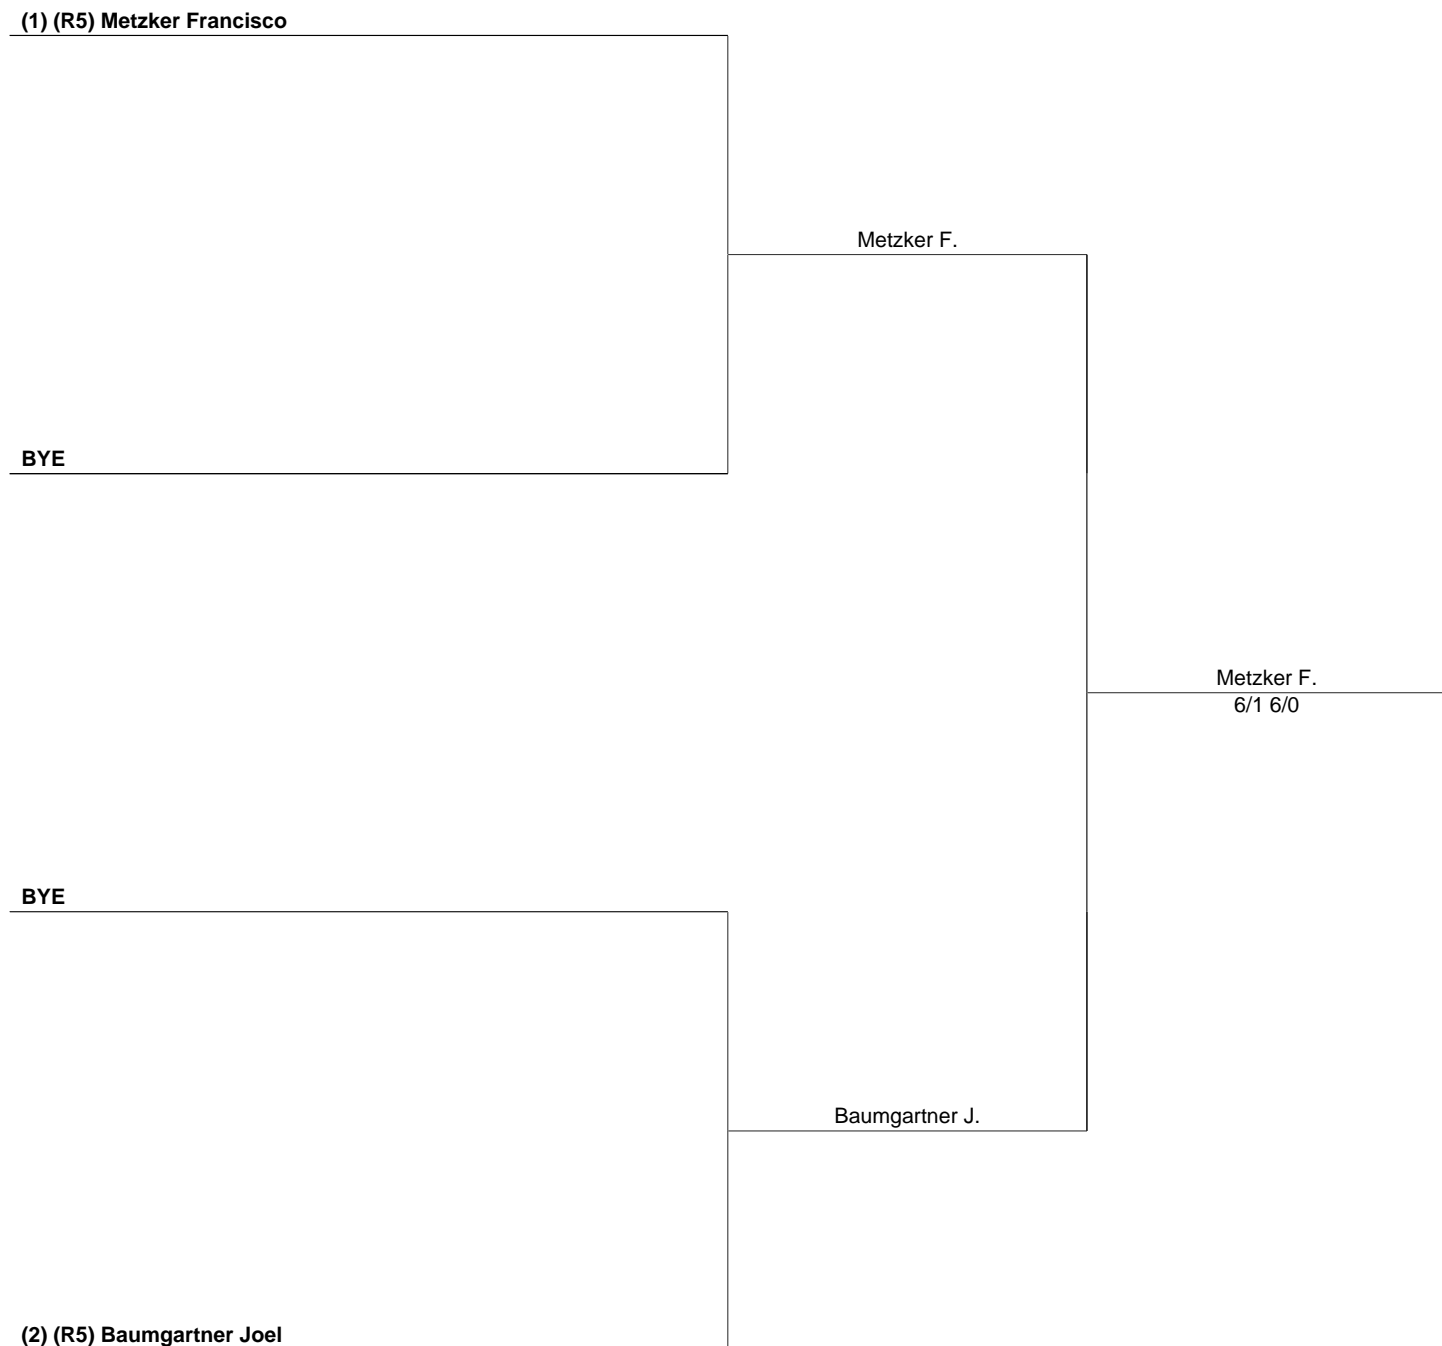 (1) (R5) Metzker Francisco
Metzker F.
BYE
Metzker F.
6/1 6/0
BYE
Baumgartner J.
(2) (R5) Baumgartner Joel